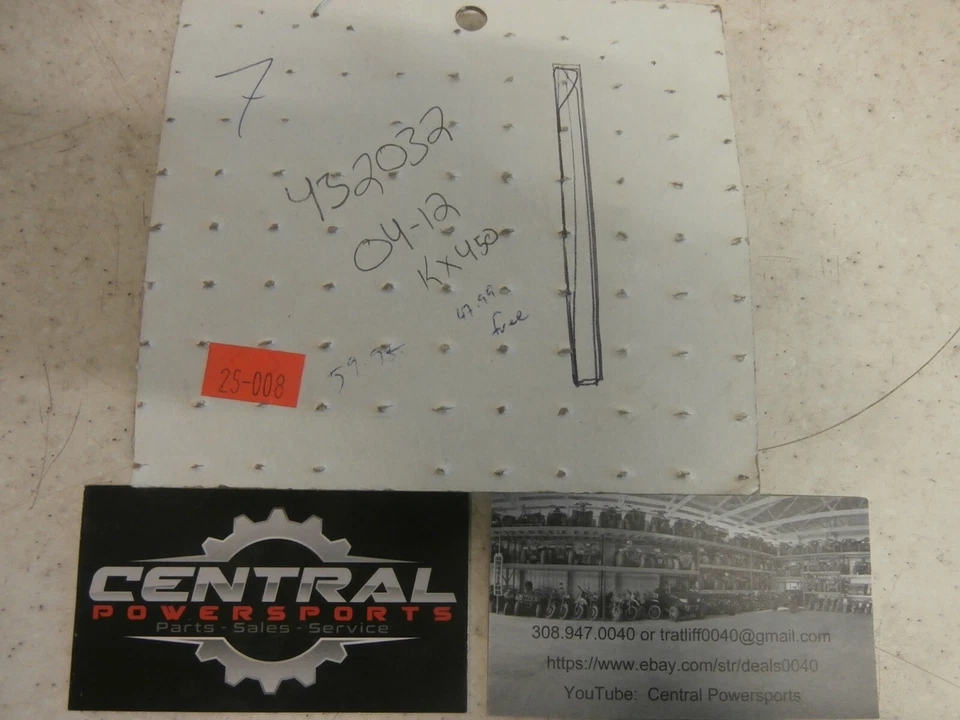 7
432032
04-12
KX450
47.99
free
59.95
25-008
CENTRAL
POWERSPORTS
Parts - Sales - Service
308.947.0040 or tratliff0040@gmail.com
https://www.ebay.com/str/deals0040
YouTube: Central Powersports